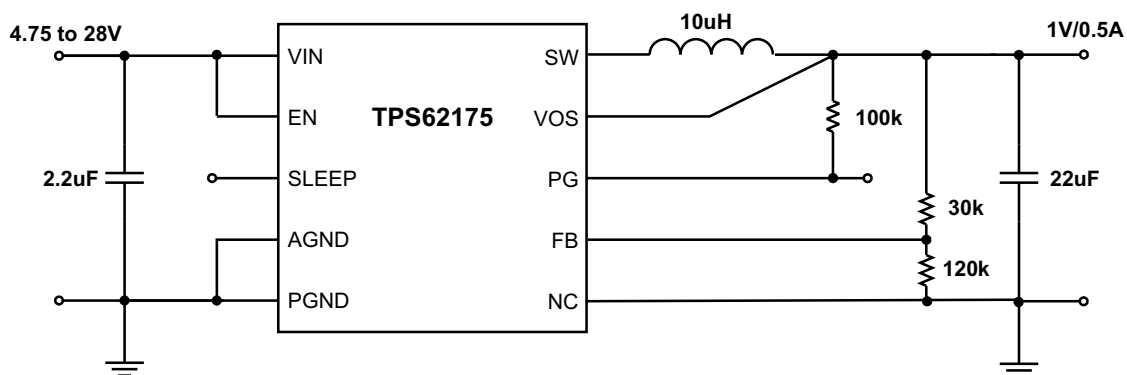 4.75 to 28V
10uH
1V/0.5A
VIN
SW
EN
TPS62175
VOS
100k
2.2uF
SLEEP
PG
22uF
30k
AGND
FB
120k
PGND
NC